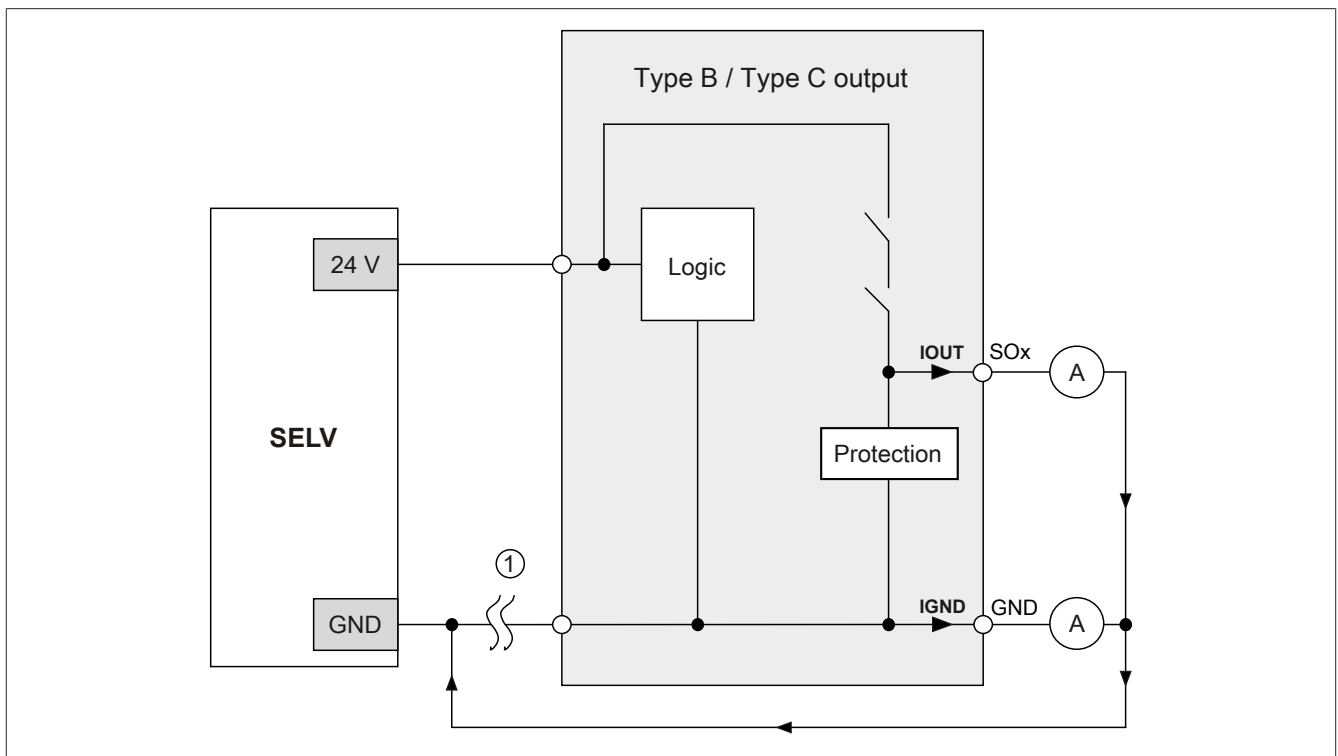 Type B / Type C output
24 V
Logic
IOUT
SOx
A
SELV
Protection
1
GND
IGND
GND
A